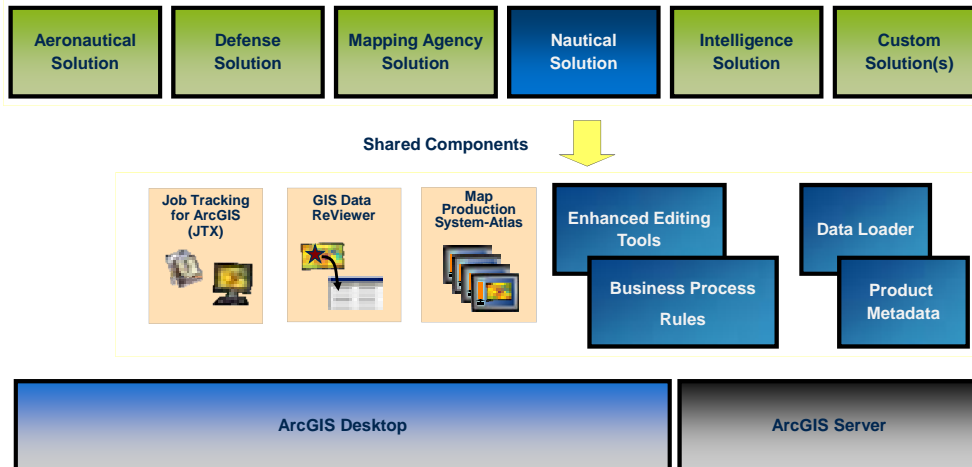 Aeronautical
Solution
Defense
Solution
Mapping Agency
Solution
Nautical
Solution
Intelligence
Solution
Custom
Solution(s)
Shared Components
Job Tracking
for ArcGIS
(JTX)
GIS Data
ReViewer
Map
Production
System-Atlas
Enhanced Editing
Tools
Business Process
Rules
Data Loader
Product
Metadata
ArcGIS Desktop
ArcGIS Server